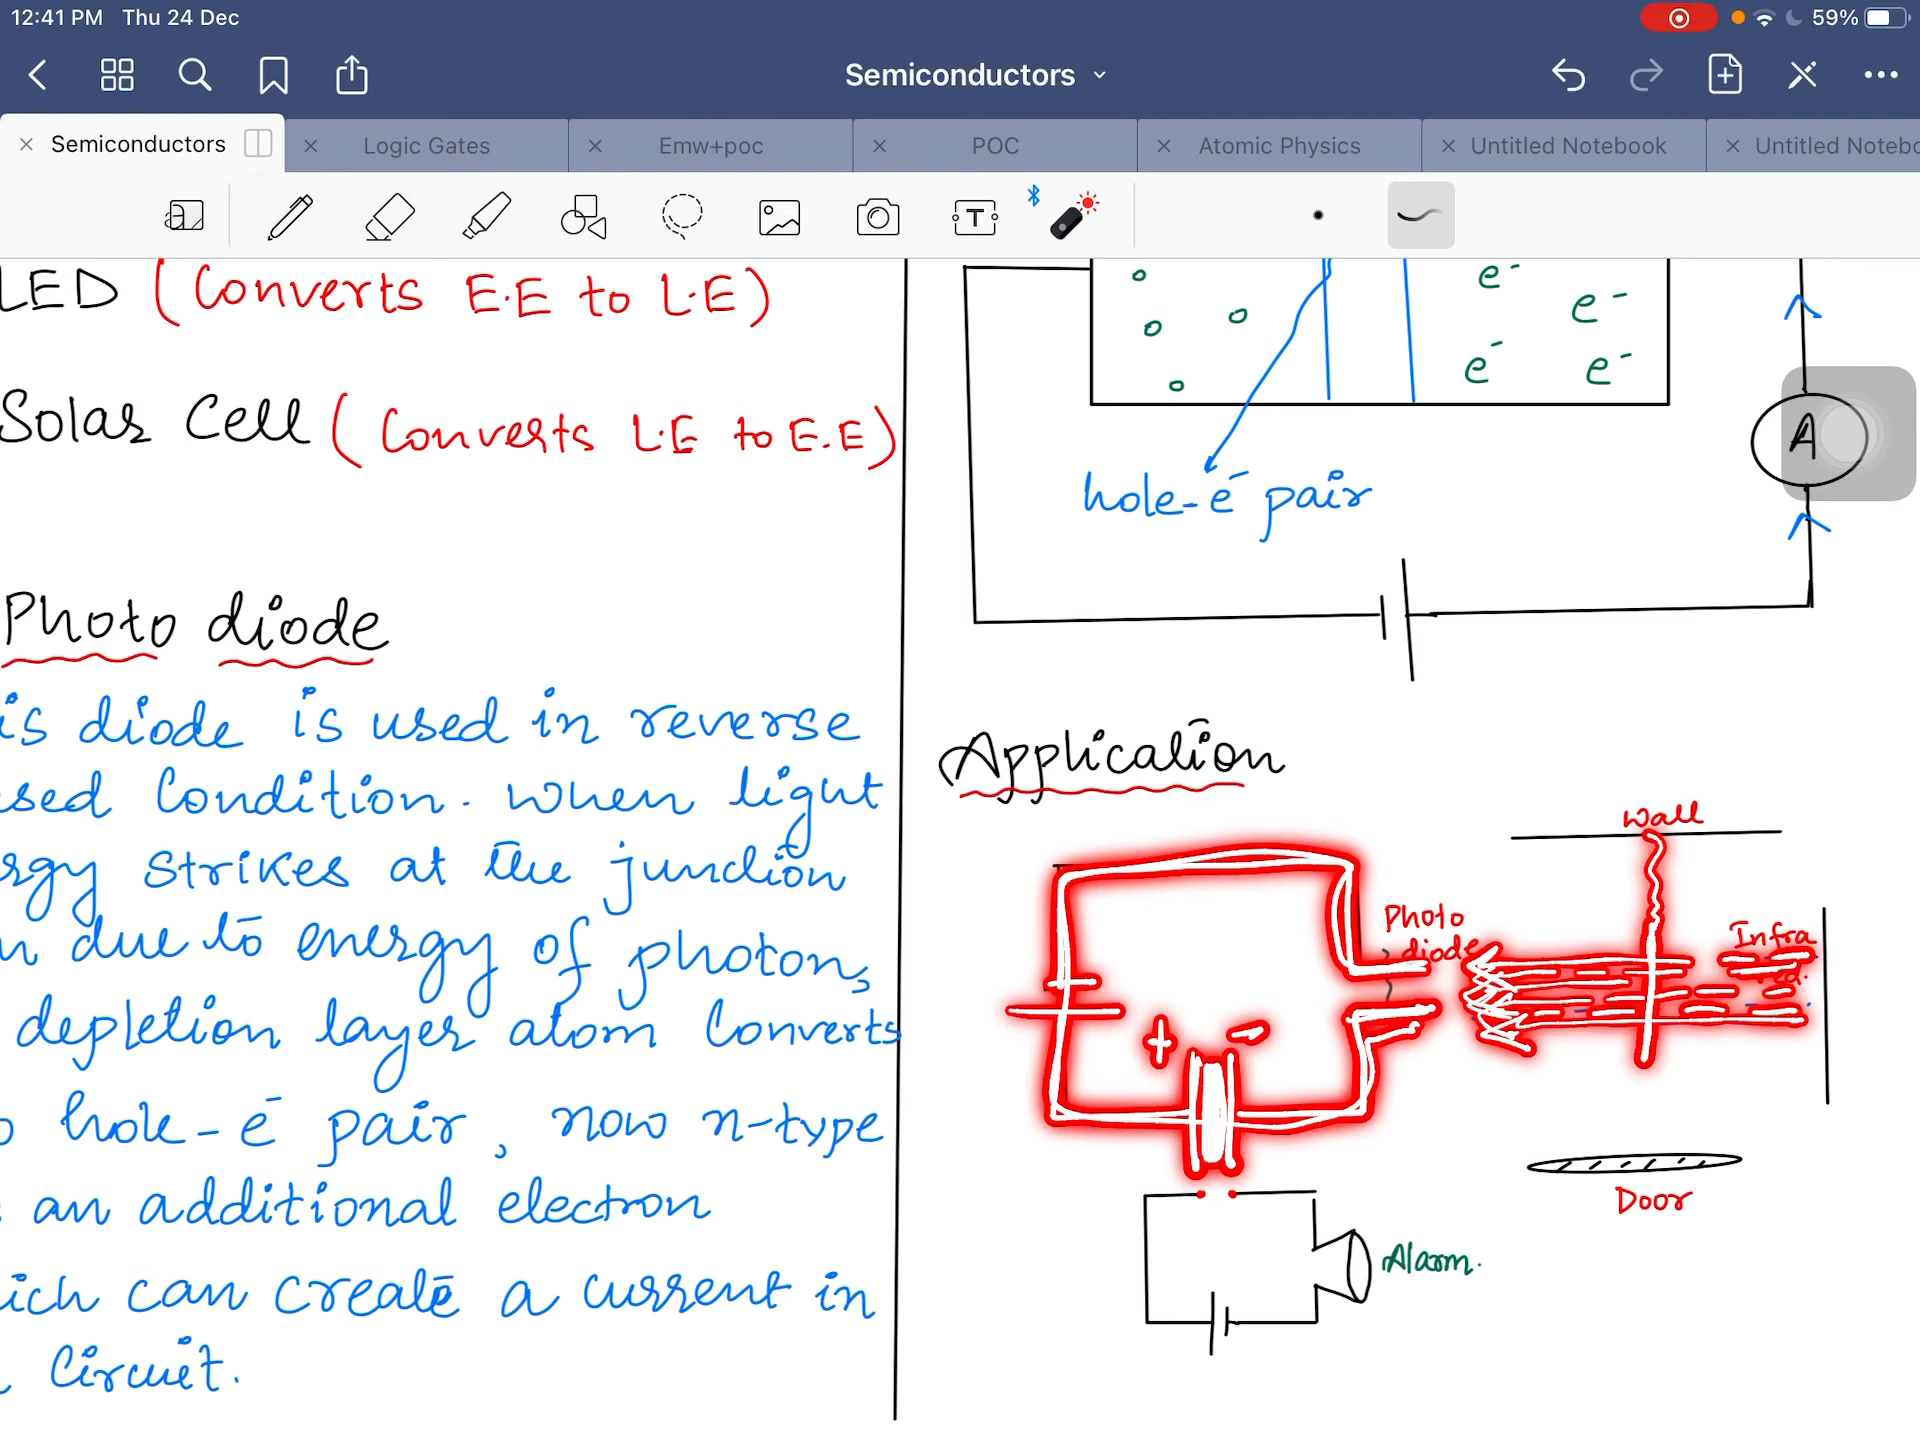 12:41 PM Thu 24 Dec
59%
Semiconductors
Semiconductors
Logic Gates
Emw+poc
POC
Atomic Physics
Untitled Notebook
Untitled Notebo
LED (Converts E.E to L.E)
Solar Cell (Converts L.E to E.E)
Photo diode
is diode is used in reverse
sed Condition. When light
rgy strikes at the junction
n due to energy of photon,
depletion layer atom Converts
o hole-e⁻ pair, now n-type
an additional electron
ich can create a current in
Circuit.
e⁻
e⁻
e⁻ e⁻
A
hole-e⁻ pair
Application
Wall
Photo
diode
Infra
+ -
Door
Alarm.